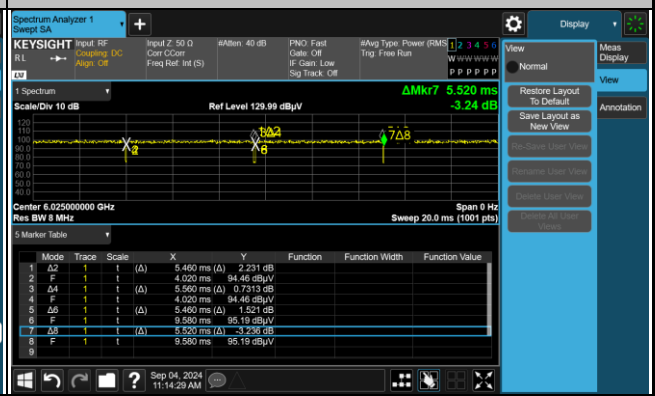 Spectrum Analyzer 1
Swept SA
+
Display
KEYSIGHT Input: RF Input Z: 50 Ω #Atten: 40 dB PNO: Fast #Avg Type: Power (RMS 1 2 3 4 5 6
R L Coupling: DC Corr CCorr Gate: Off Trig: Free Run W W W W W W
Align: Off Freq Ref: Int (S) IF Gain: Low
Sig Track: Off P P P P P P
LXI
1 Spectrum
ΔMkr7 5.520 ms
Scale/Div 10 dB Ref Level 129.99 dBµV -3.24 dB
120
110
100
90.0
80.0
70.0
60.0
50.0
40.0
7Δ8
Center 6.025000000 GHz Span 0 Hz
Res BW 8 MHz Sweep 20.0 ms (1001 pts)
5 Marker Table
Mode Trace Scale X Y Function Function Width Function Value
1 Δ2 1 t (Δ) 5.460 ms (Δ) 2.231 dB
2 F 1 t 4.020 ms 94.46 dBµV
3 Δ4 1 t (Δ) 5.560 ms (Δ) 0.7313 dB
4 F 1 t 4.020 ms 94.46 dBµV
5 Δ6 1 t (Δ) 5.460 ms (Δ) 1.521 dB
6 F 1 t 9.580 ms 95.19 dBµV
7 Δ8 1 t (Δ) 5.520 ms (Δ) -3.236 dB
8 F 1 t 9.580 ms 95.19 dBµV
9
?
Sep 04, 2024
11:14:29 AM
View
Normal
Restore Layout
To Default
Save Layout as
New View
Re-Save User View
Rename User View
Delete User View
Delete All User
Views
Meas
Display
View
Annotation